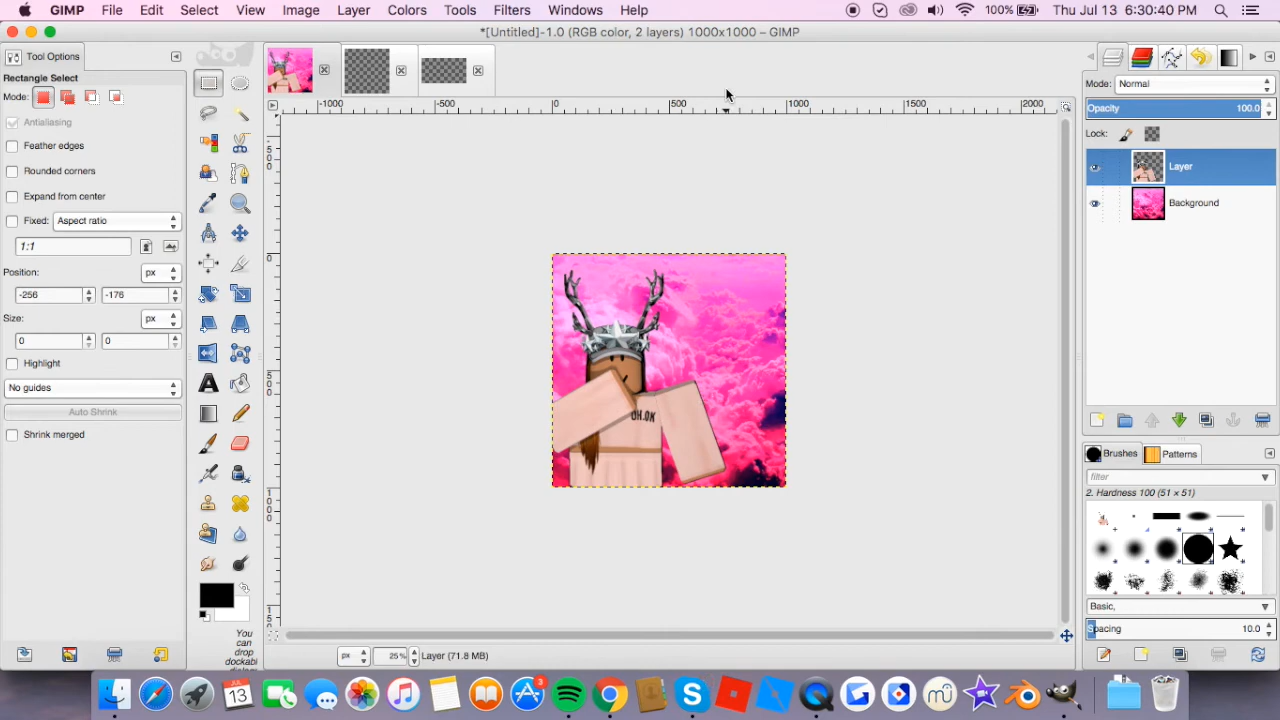 GIMP File Edit Select View Image Layer Colors Tools Filters Windows Help
100% Thu Jul 13 6:30:40 PM
*[Untitled]-1.0 (RGB color, 2 layers) 1000x1000 – GIMP
Tool Options
Rectangle Select
Mode:
Antialiasing
Feather edges
Rounded corners
Expand from center
Fixed: Aspect ratio
1:1
Position: px
-256 -176
Size: px
0 0
Highlight
No guides
Auto Shrink
Shrink merged
You
can
drop
dockabl
-1000 -500 0 500 1000 1500 2000
OH.OK
px 25% Layer (71.8 MB)
Mode: Normal
Opacity 100.0
Lock:
Layer
Background
Brushes Patterns
filter
2. Hardness 100 (51 × 51)
Basic,
Spacing 10.0
13
3